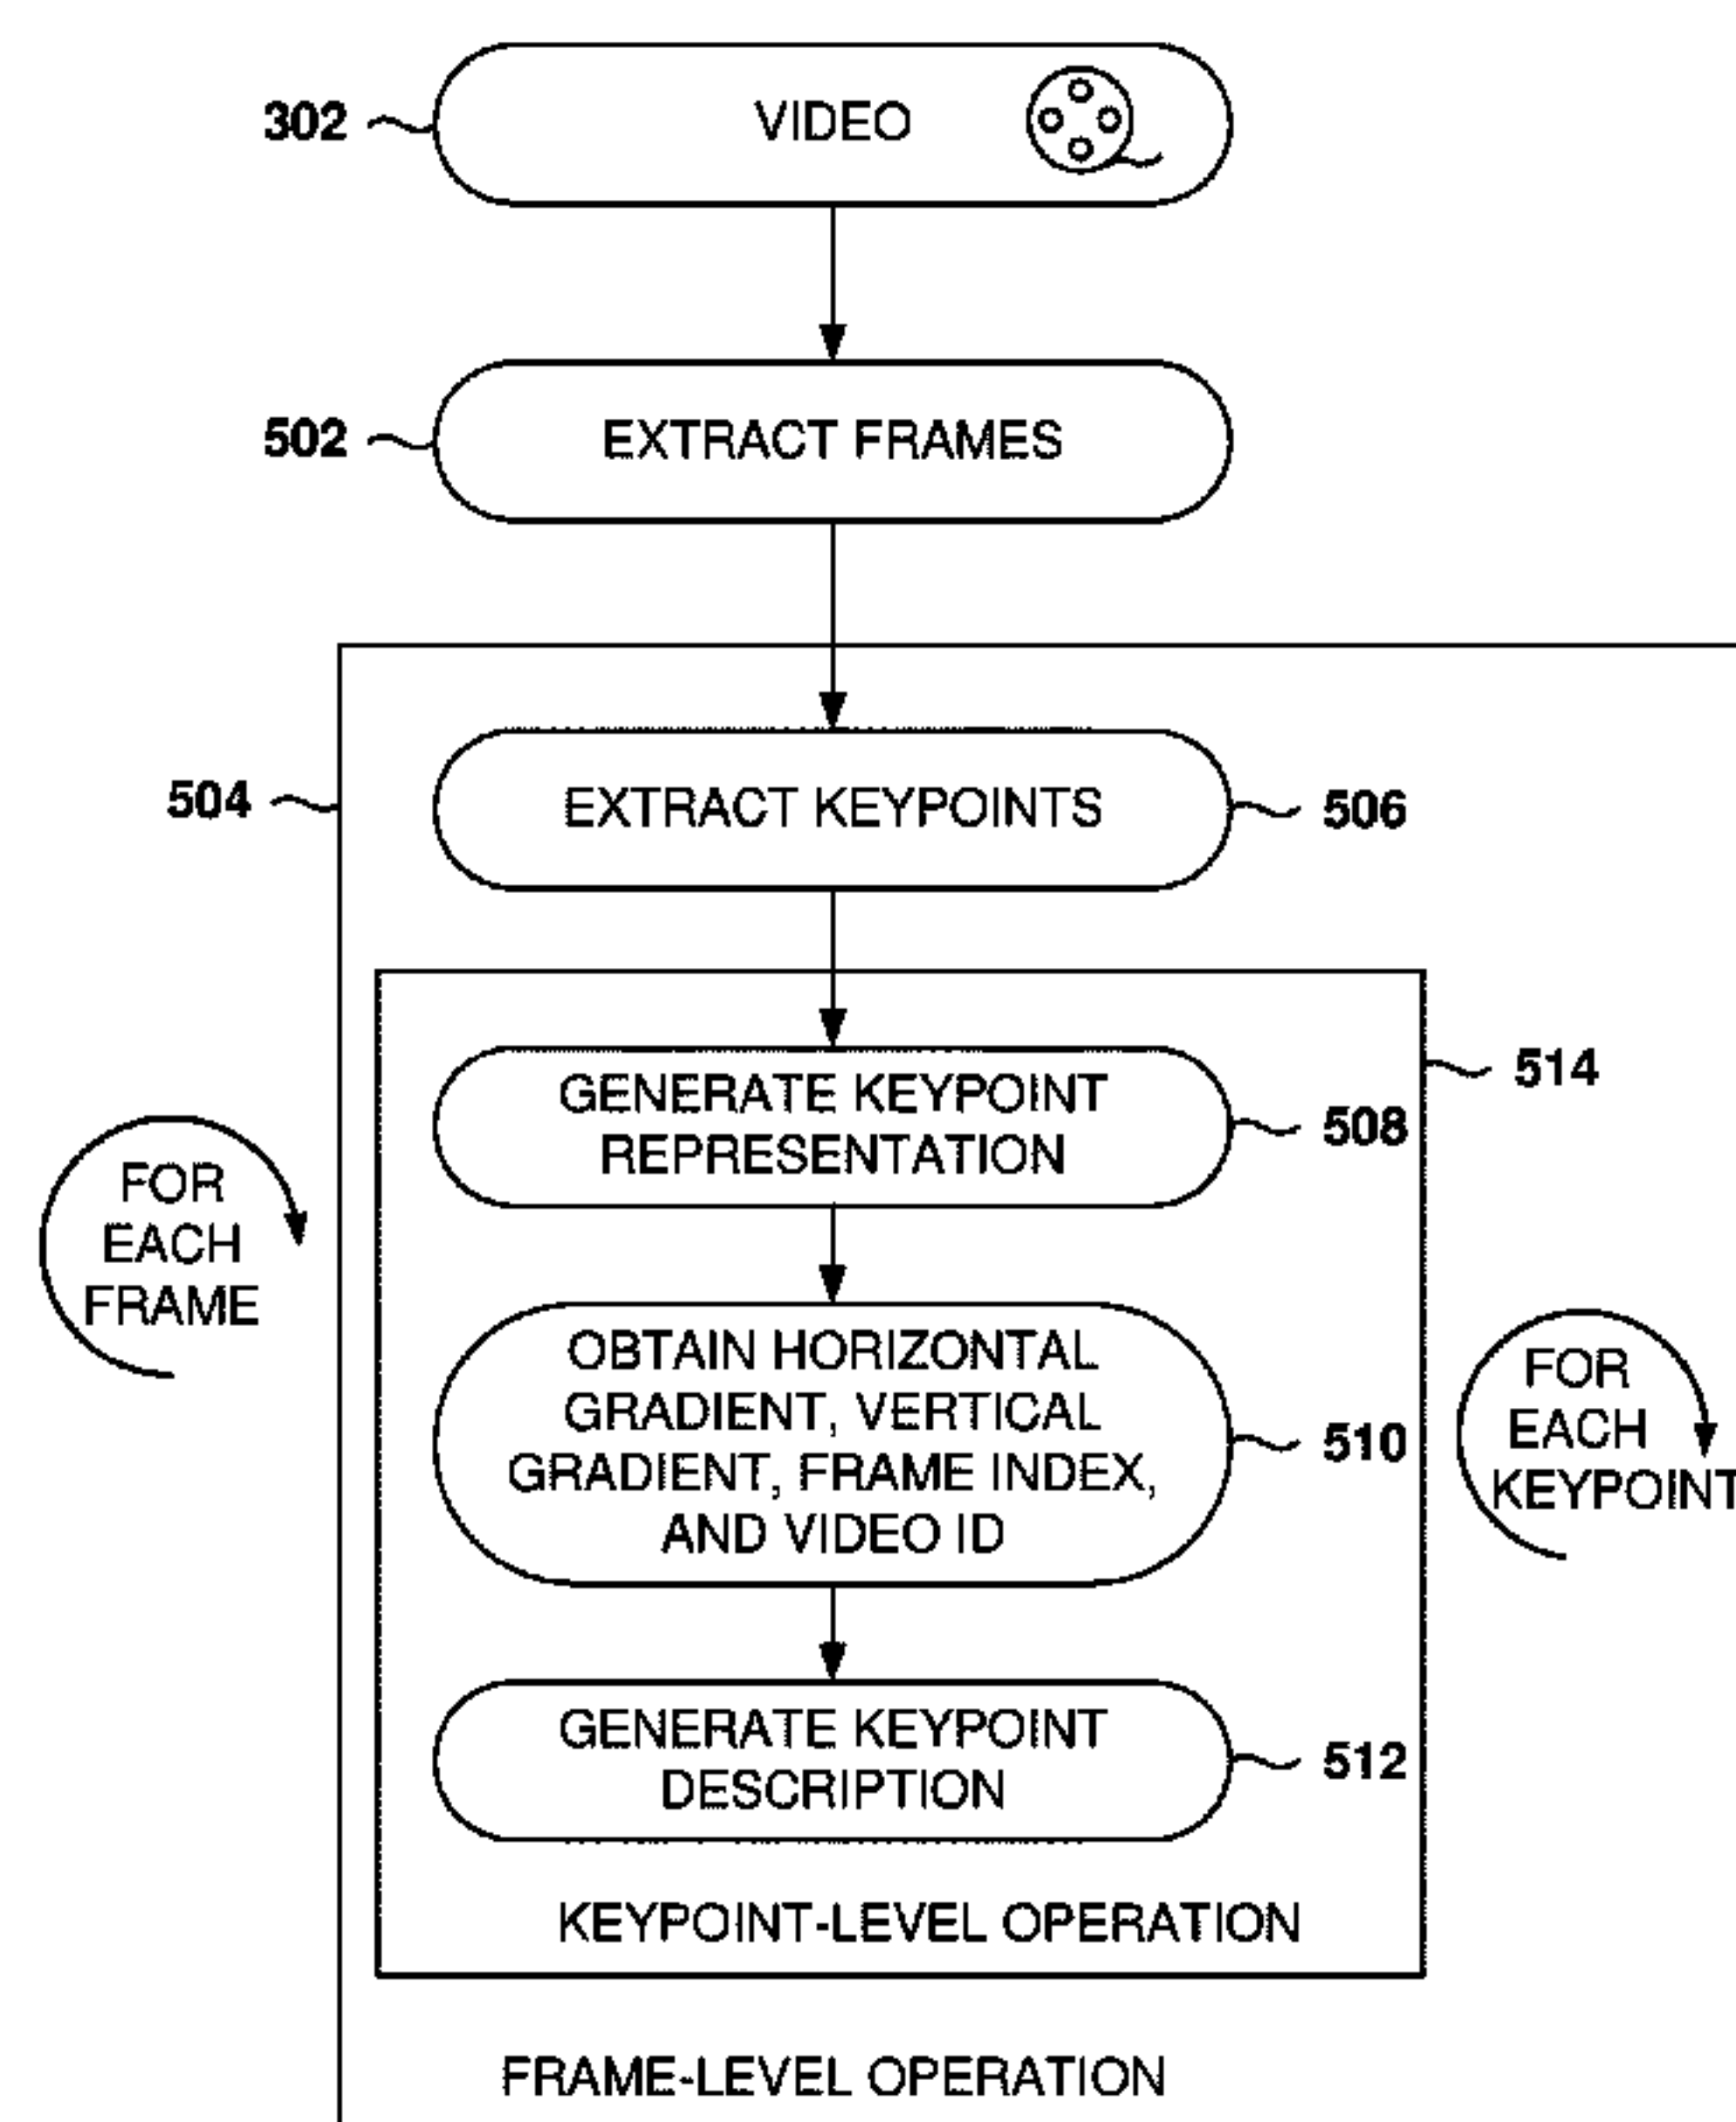 302
VIDEO
502
EXTRACT FRAMES
504
EXTRACT KEYPOINTS
506
514
GENERATE KEYPOINT
REPRESENTATION
508
FOR
EACH
FRAME
OBTAIN HORIZONTAL
GRADIENT, VERTICAL
GRADIENT, FRAME INDEX,
AND VIDEO ID
510
FOR
EACH
KEYPOINT
GENERATE KEYPOINT
DESCRIPTION
512
KEYPOINT-LEVEL OPERATION
FRAME-LEVEL OPERATION